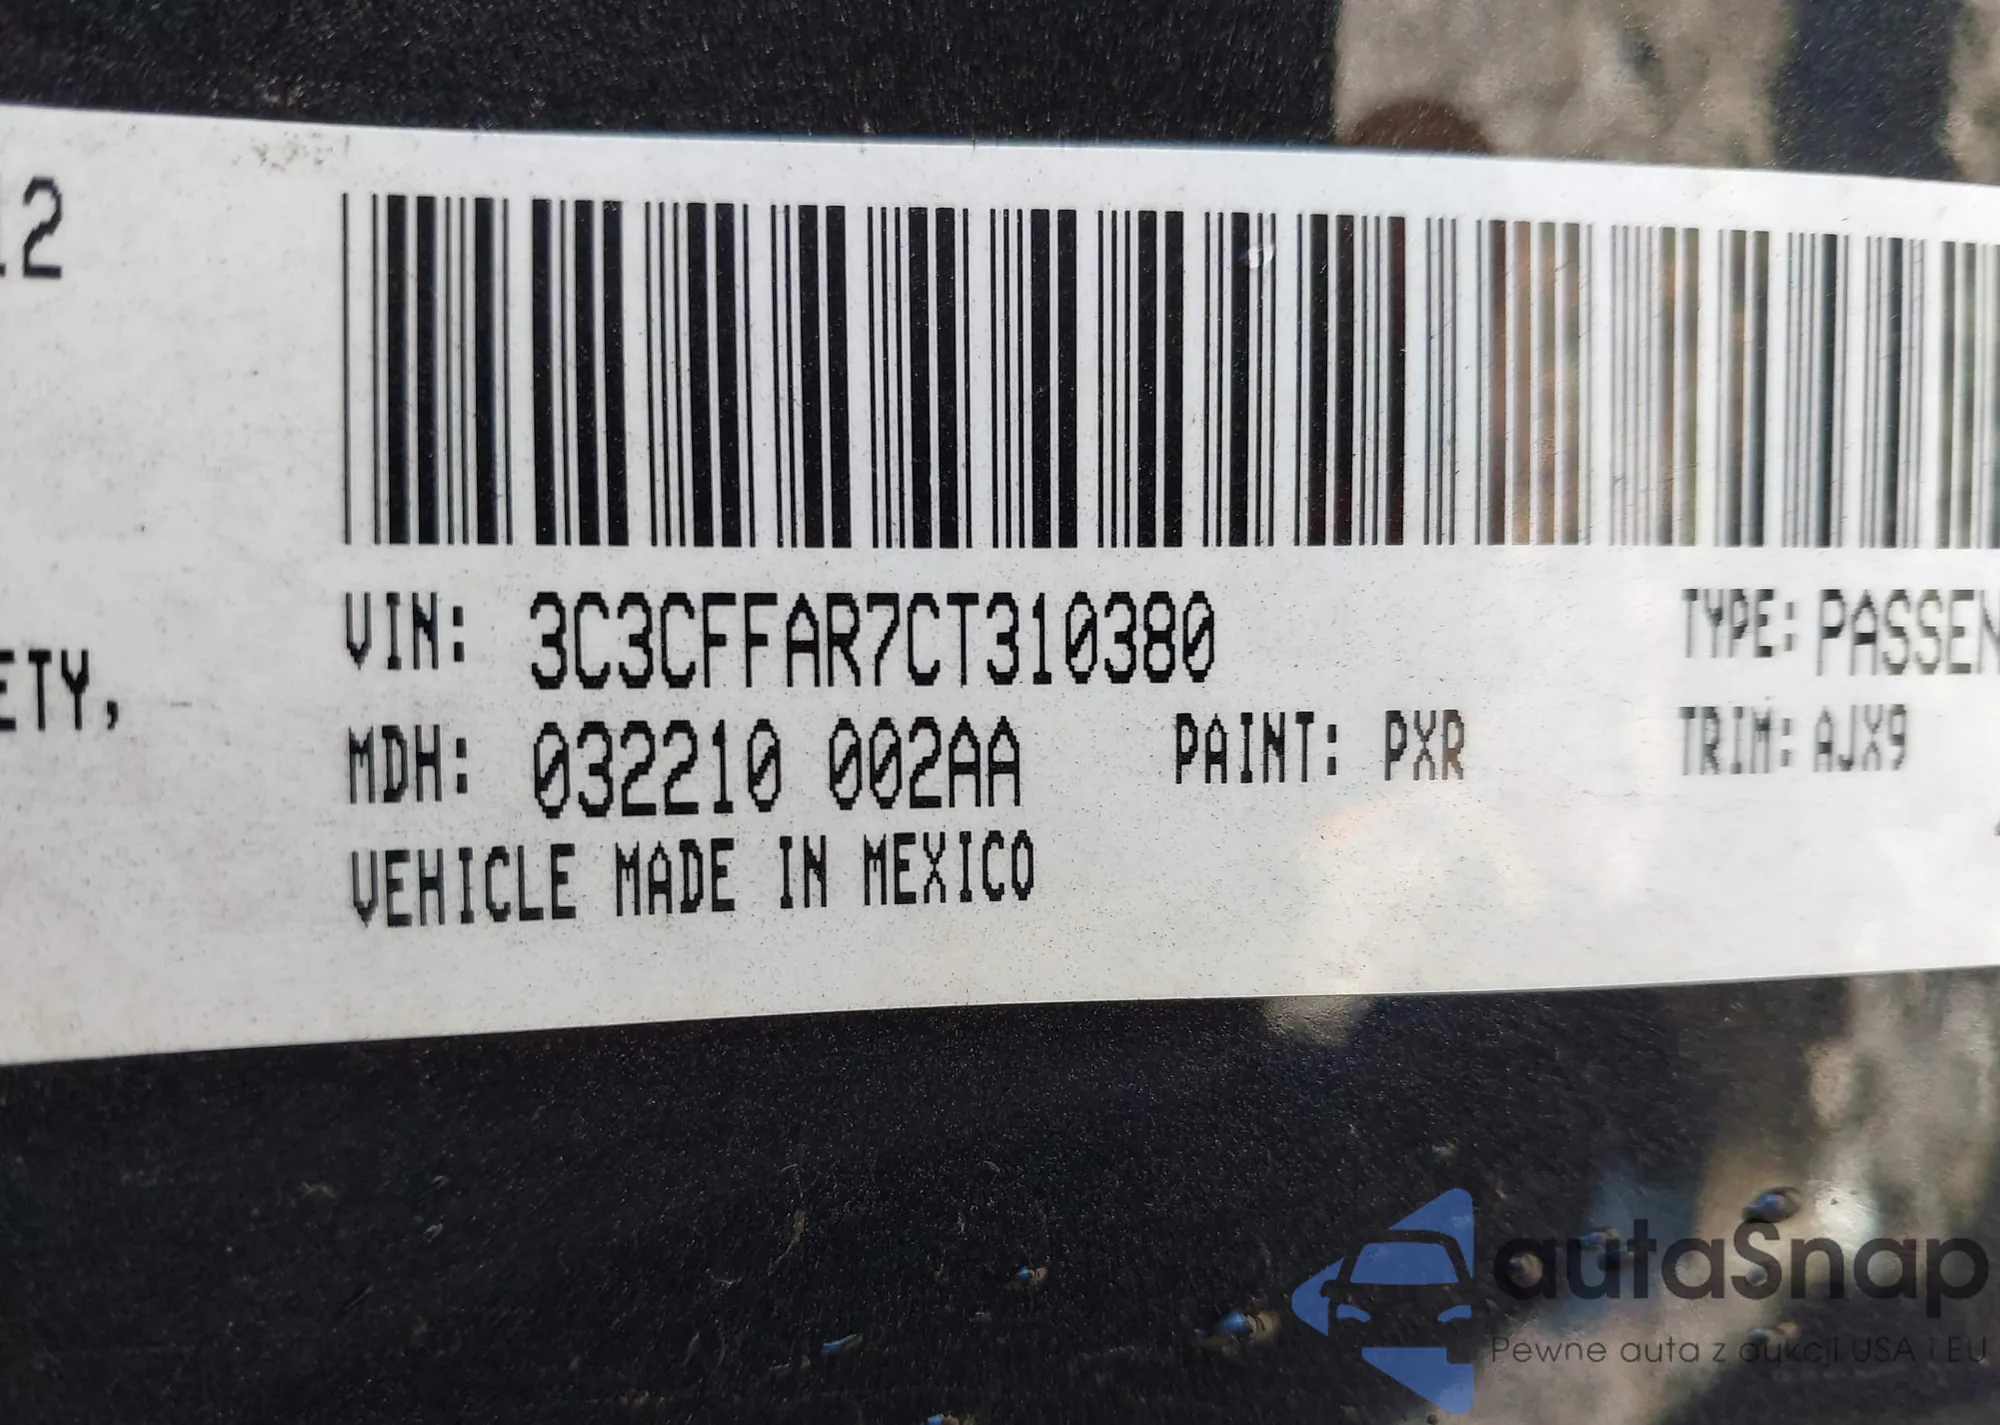 12
ETY,
VIN: 3C3CFFAR7CT310380
TYPE: PASSEN
MDH: 032210 002AA
PAINT: PXR
TRIM: AJX9
VEHICLE MADE IN MEXICO
autaSnap
Pewne auta z aukcji USA i EU